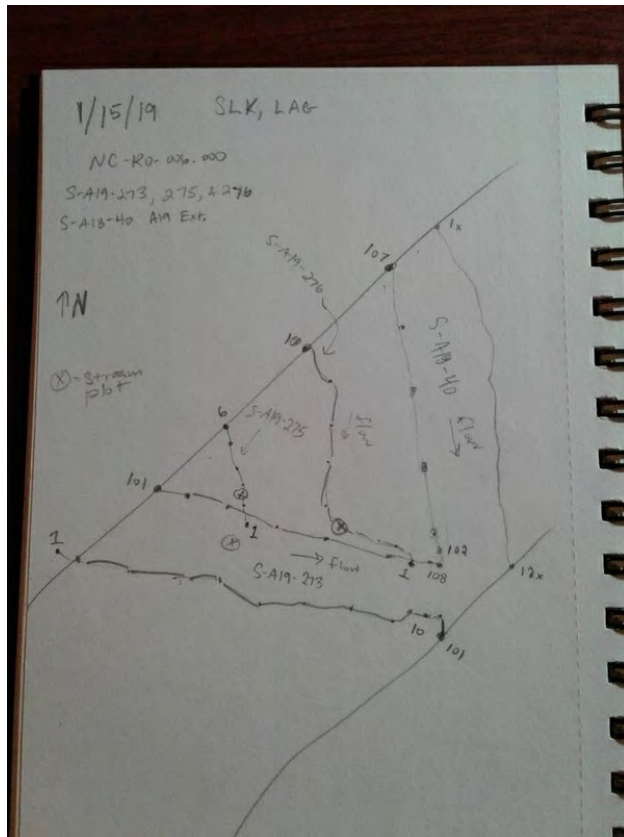 1/15/19 SLK, LAG
NC-RO-006.000
S-A19-273, 275, & 276
S-A18-40 A19 Ext.
↑N
ⓧ = stream
plot
1x
107
S-A19-276
S-A18-40
flow
10
flow
6
S-A19-275
101
1
102
108
1
flow
S-A19-273
1
12x
10
101